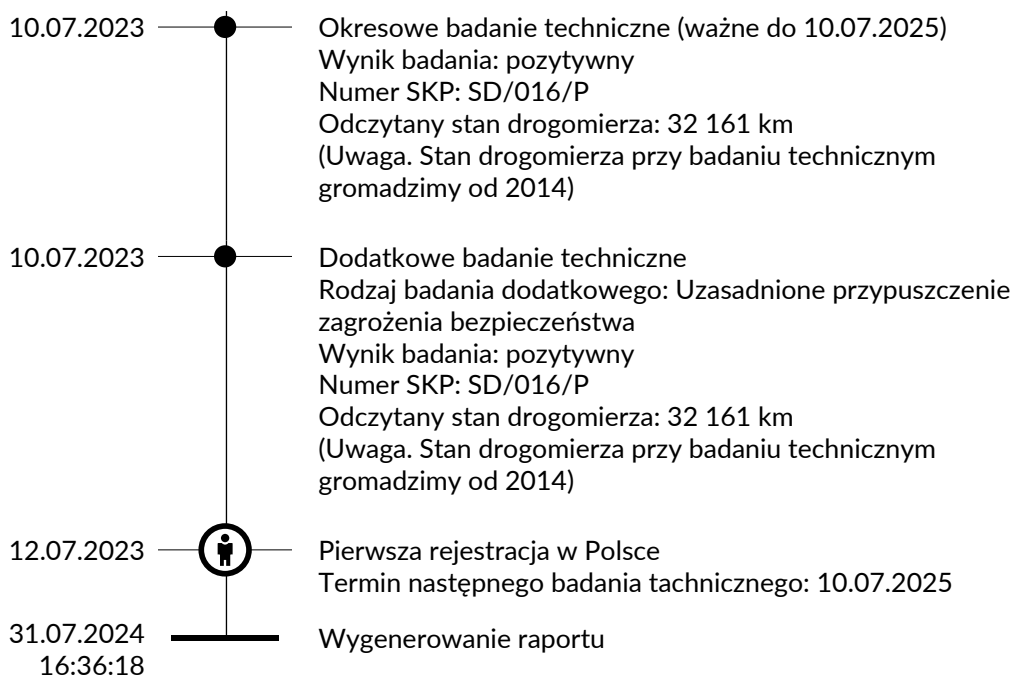 10.07.2023
Okresowe badanie techniczne (ważne do 10.07.2025)
Wynik badania: pozytywny
Numer SKP: SD/016/P
Odczytany stan drogomierza: 32 161 km
(Uwaga. Stan drogomierza przy badaniu technicznym
gromadzimy od 2014)
10.07.2023
Dodatkowe badanie techniczne
Rodzaj badania dodatkowego: Uzasadnione przypuszczenie
zagrożenia bezpieczeństwa
Wynik badania: pozytywny
Numer SKP: SD/016/P
Odczytany stan drogomierza: 32 161 km
(Uwaga. Stan drogomierza przy badaniu technicznym
gromadzimy od 2014)
12.07.2023
Pierwsza rejestracja w Polsce
Termin następnego badania tachnicznego: 10.07.2025
31.07.2024
16:36:18
Wygenerowanie raportu